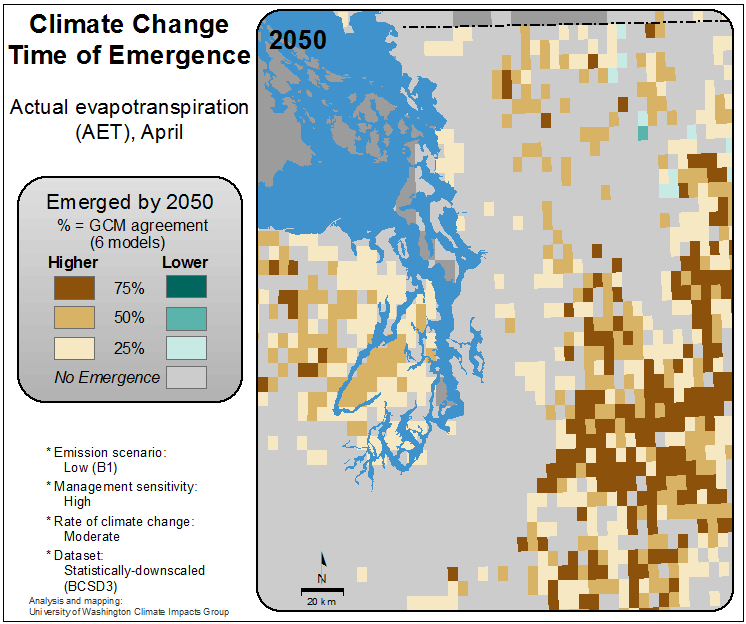 Climate Change
Time of Emergence
Actual evapotranspiration
(AET), April
Emerged by 2050
% = GCM agreement
(6 models)
Higher Lower
75%
50%
25%
No Emergence
* Emission scenario:
Low (B1)
* Management sensitivity:
High
* Rate of climate change:
Moderate
* Dataset:
Statistically-downscaled
(BCSD3)
Analysis and mapping:
University of Washington Climate Impacts Group
2050
N
20 km